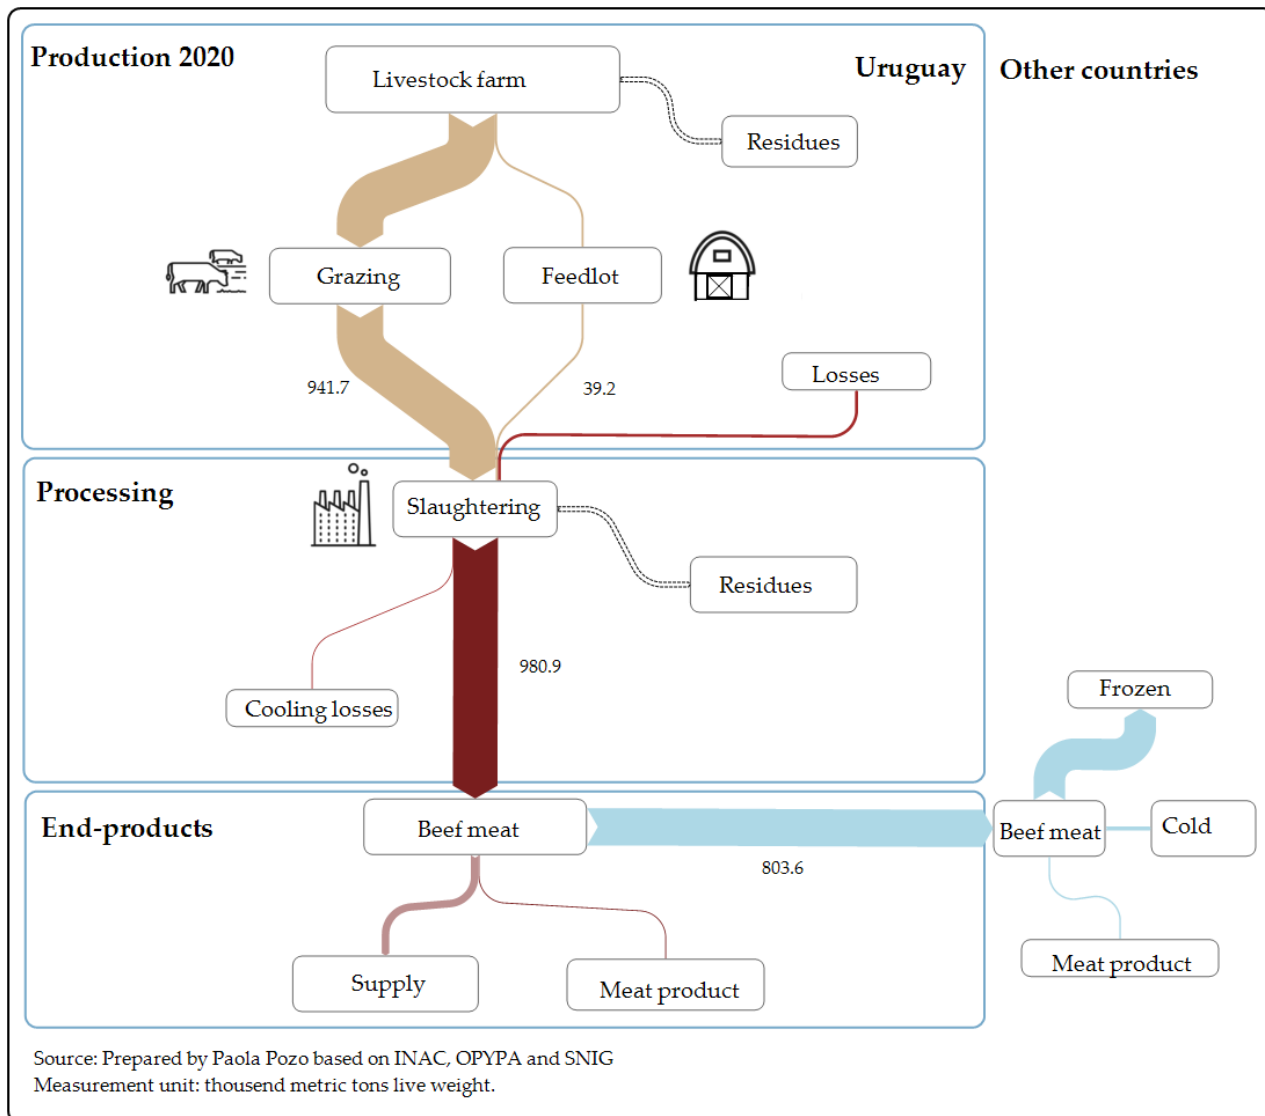 Production 2020
Uruguay
Other countries
Livestock farm
Residues
Grazing
Feedlot
941.7
39.2
Losses
Processing
Slaughtering
Residues
980.9
Cooling losses
Frozen
End-products
Beef meat
803.6
Beef meat
Cold
Supply
Meat product
Meat product
Source: Prepared by Paola Pozo based on INAC, OPYPA and SNIG
Measurement unit: thousend metric tons live weight.